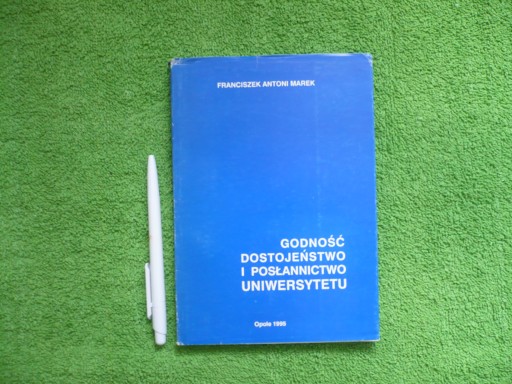 FRANCISZEK ANTONI MAREK
GODNOŚĆ
DOSTOJEŃSTWO
I POSŁANNICTWO
UNIWERSYTETU
Opole 1995